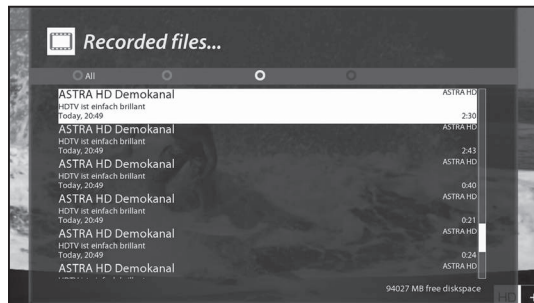 Recorded files...
All
ASTRA HD Demokanal ASTRA HD
HDTV ist einfach brillant
Today, 20:49 2:30
ASTRA HD Demokanal ASTRA HD
HDTV ist einfach brillant
Today, 20:49 2:43
ASTRA HD Demokanal ASTRA HD
HDTV ist einfach brillant
Today, 20:49 0:40
ASTRA HD Demokanal ASTRA HD
HDTV ist einfach brillant
Today, 20:49 0:21
ASTRA HD Demokanal ASTRA HD
HDTV ist einfach brillant
Today, 20:49 0:24
ASTRA HD Demokanal ASTRA HD
94027 MB free diskspace
HD